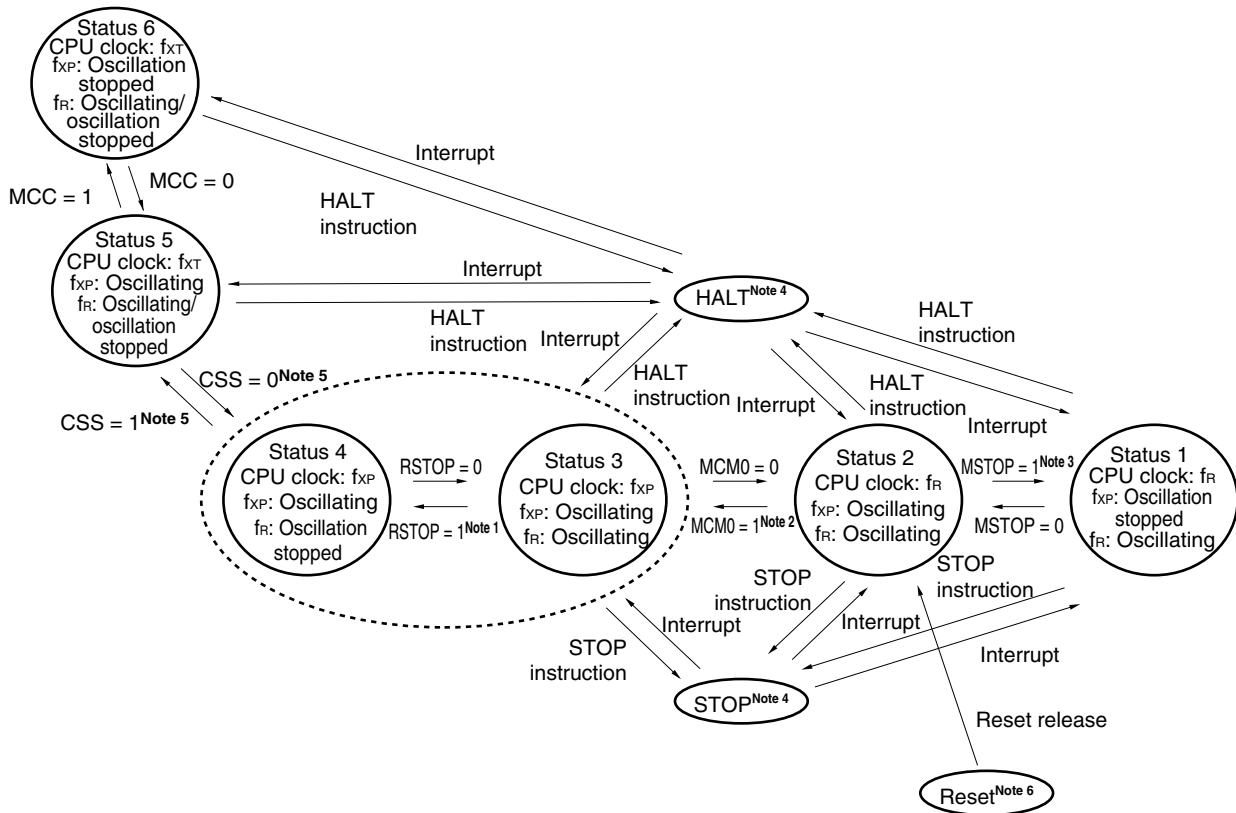 Status 6
CPU clock: fXT
fXP: Oscillation
stopped
fR: Oscillating/
oscillation
stopped
Interrupt
MCC = 1
MCC = 0
HALT
instruction
Status 5
CPU clock: fXT
fXP: Oscillating
fR: Oscillating/
oscillation
stopped
Interrupt
HALT
instruction
HALTNote 4
HALT
instruction
Interrupt
HALT
instruction
Interrupt
HALT
instruction
Interrupt
CSS = 0Note 5
CSS = 1Note 5
Status 4
CPU clock: fXP
fXP: Oscillating
fR: Oscillation
stopped
RSTOP = 0
RSTOP = 1Note 1
Status 3
CPU clock: fXP
fXP: Oscillating
fR: Oscillating
MCM0 = 0
MCM0 = 1Note 2
Status 2
CPU clock: fR
fXP: Oscillating
fR: Oscillating
MSTOP = 1Note 3
MSTOP = 0
Status 1
CPU clock: fR
fXP: Oscillation
stopped
fR: Oscillating
STOP
instruction
Interrupt
STOP
instruction
Interrupt
STOP
instruction
Interrupt
STOPNote 4
Reset release
ResetNote 6